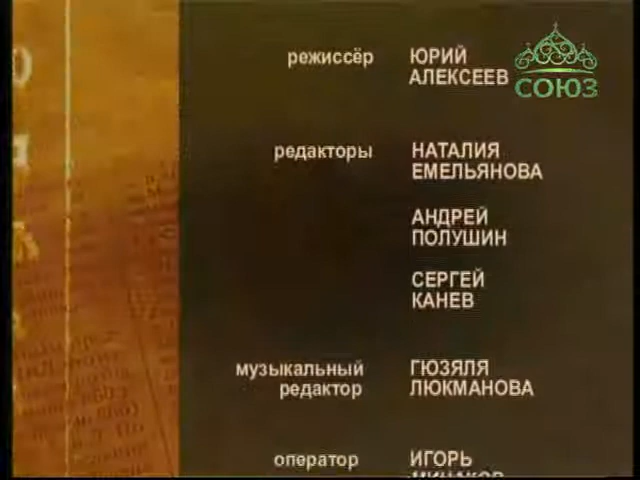 режиссёр ЮРИЙ
АЛЕКСЕЕВ
СОЮЗ
редакторы НАТАЛИЯ
ЕМЕЛЬЯНОВА
АНДРЕЙ
ПОЛУШИН
СЕРГЕЙ
КАНЕВ
музыкальный ГЮЗЯЛЯ
редактор ЛЮКМАНОВА
оператор ИГОРЬ